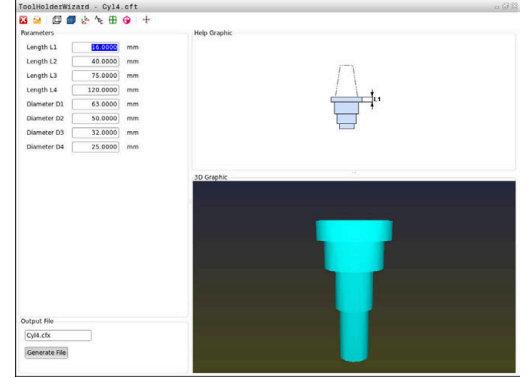 ToolHolderWizard - Cyl4.cft
Parameters
Length L1 16.0000 mm
Length L2 40.0000 mm
Length L3 75.0000 mm
Length L4 120.0000 mm
Diameter D1 63.0000 mm
Diameter D2 50.0000 mm
Diameter D3 32.0000 mm
Diameter D4 25.0000 mm
Output File
Cyl4.cfx
Generate File
Help Graphic
L1
3D Graphic